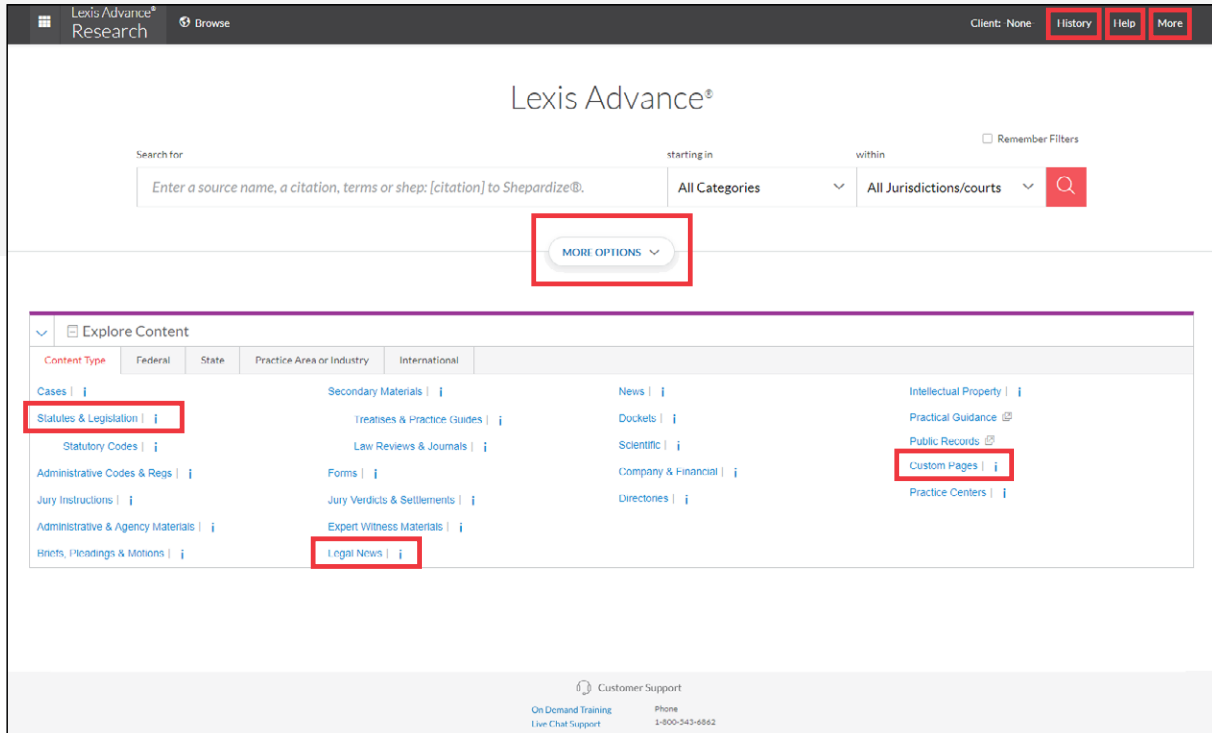 Lexis Advance®
Research
Browse
Client: None
History
Help
More
Lexis Advance®
Remember Filters
Search for
starting in
within
Enter a source name, a citation, terms or shep: [citation] to Shepardize®.
All Categories
All Jurisdictions/courts
MORE OPTIONS
Explore Content
Content Type
Federal
State
Practice Area or Industry
International
Cases | i
Statutes & Legislation | i
Statutory Codes | i
Administrative Codes & Regs | i
Jury Instructions | i
Administrative & Agency Materials | i
Briefs, Pleadings & Motions | i
Secondary Materials | i
Treatises & Practice Guides | i
Law Reviews & Journals | i
Forms | i
Jury Verdicts & Settlements | i
Expert Witness Materials | i
Legal News | i
News | i
Dockets | i
Scientific | i
Company & Financial | i
Directories | i
Intellectual Property | i
Practical Guidance
Public Records
Custom Pages | i
Practice Centers | i
Customer Support
On Demand Training
Live Chat Support
Phone
1-800-543-6862